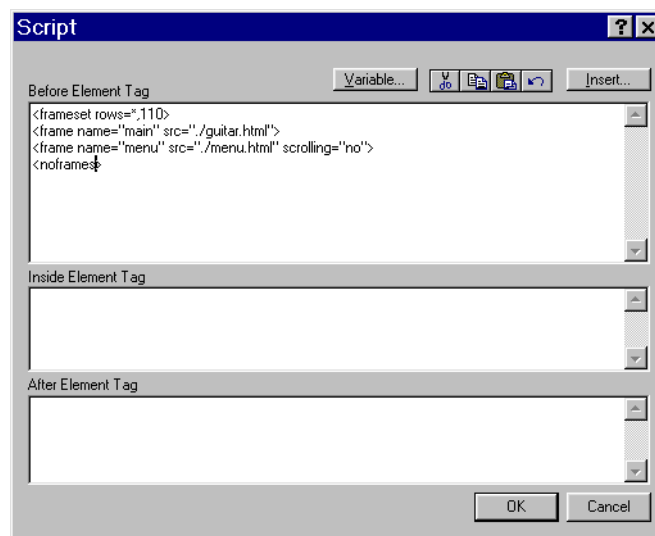 Script
Variable... Insert...
Before Element Tag
<frameset rows=*,110>
<frame name="main" src="./guitar.html">
<frame name="menu" src="./menu.html" scrolling="no">
<noframes>
Inside Element Tag
After Element Tag
OK Cancel